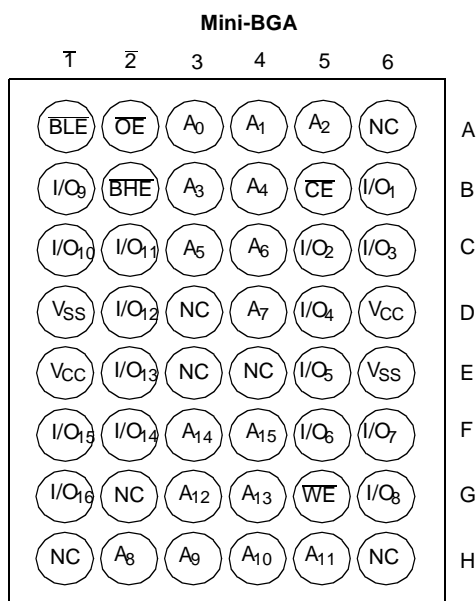 Mini-BGA
1 2 3 4 5 6
BLE OE A0 A1 A2 NC A
I/O9 BHE A3 A4 CE I/O1 B
I/O10 I/O11 A5 A6 I/O2 I/O3 C
VSS I/O12 NC A7 I/O4 VCC D
VCC I/O13 NC NC I/O5 VSS E
I/O15 I/O14 A14 A15 I/O6 I/O7 F
I/O16 NC A12 A13 WE I/O8 G
NC A8 A9 A10 A11 NC H